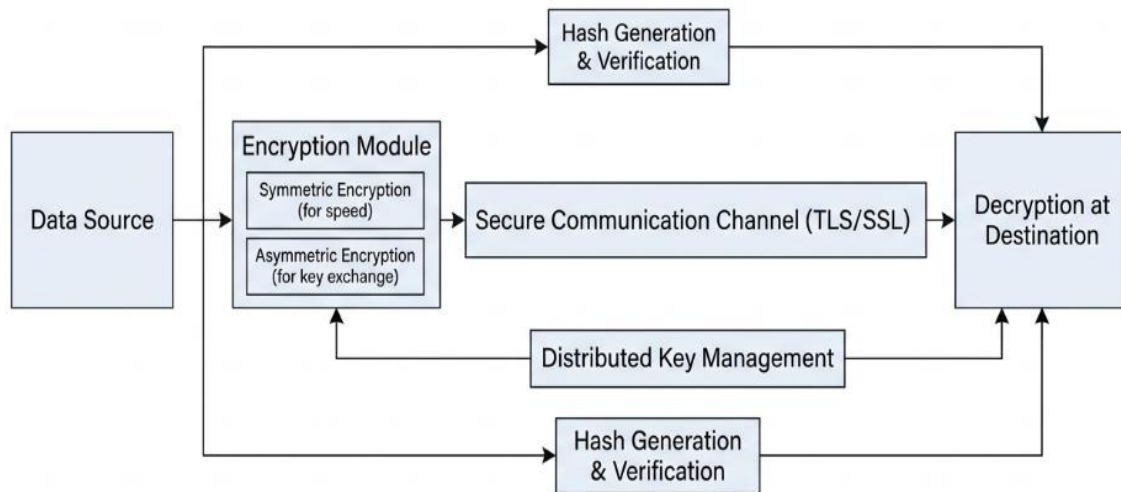 Hash Generation
& Verification
Data Source
Encryption Module
Symmetric Encryption
(for speed)
Asymmetric Encryption
(for key exchange)
Secure Communication Channel (TLS/SSL)
Decryption at
Destination
Distributed Key Management
Hash Generation
& Verification